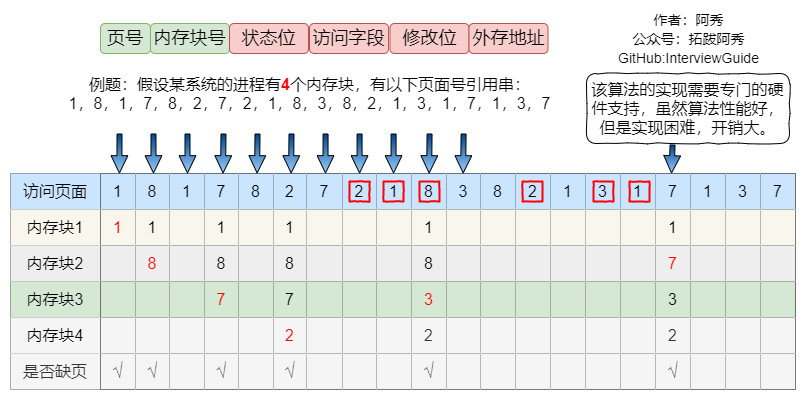 页号 内存块号 状态位 访问字段 修改位 外存地址
作者：阿秀
公众号：拓跋阿秀
GitHub:InterviewGuide
例题：假设某系统的进程有4个内存块，有以下页面号引用串：
1，8，1，7，8，2，7，2，1，8，3，8，2，1，3，1，7，1，3，7
该算法的实现需要专门的硬
件支持，虽然算法性能好，
但是实现困难，开销大。
访问页面 1 8 1 7 8 2 7 2 1 8 3 8 2 1 3 1 7 1 3 7
内存块1 1 1 1 1 1 1
内存块2 8 8 8 8 7
内存块3 7 7 3 3
内存块4 2 2 2
是否缺页 √ √ √ √ √ √